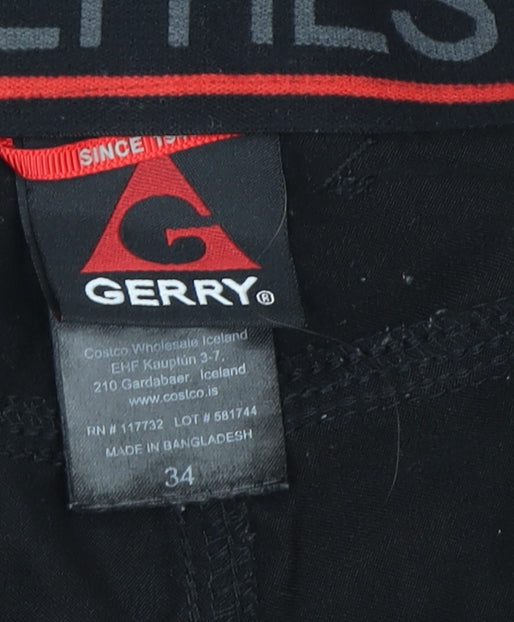 SINCE
G
GERRY®
Costco Wholesale Iceland
EHF Kauptún 3-7,
210 Gardabaer. Iceland
www.costco.is
RN # 117732 LOT # 581744
MADE IN BANGLADESH
34